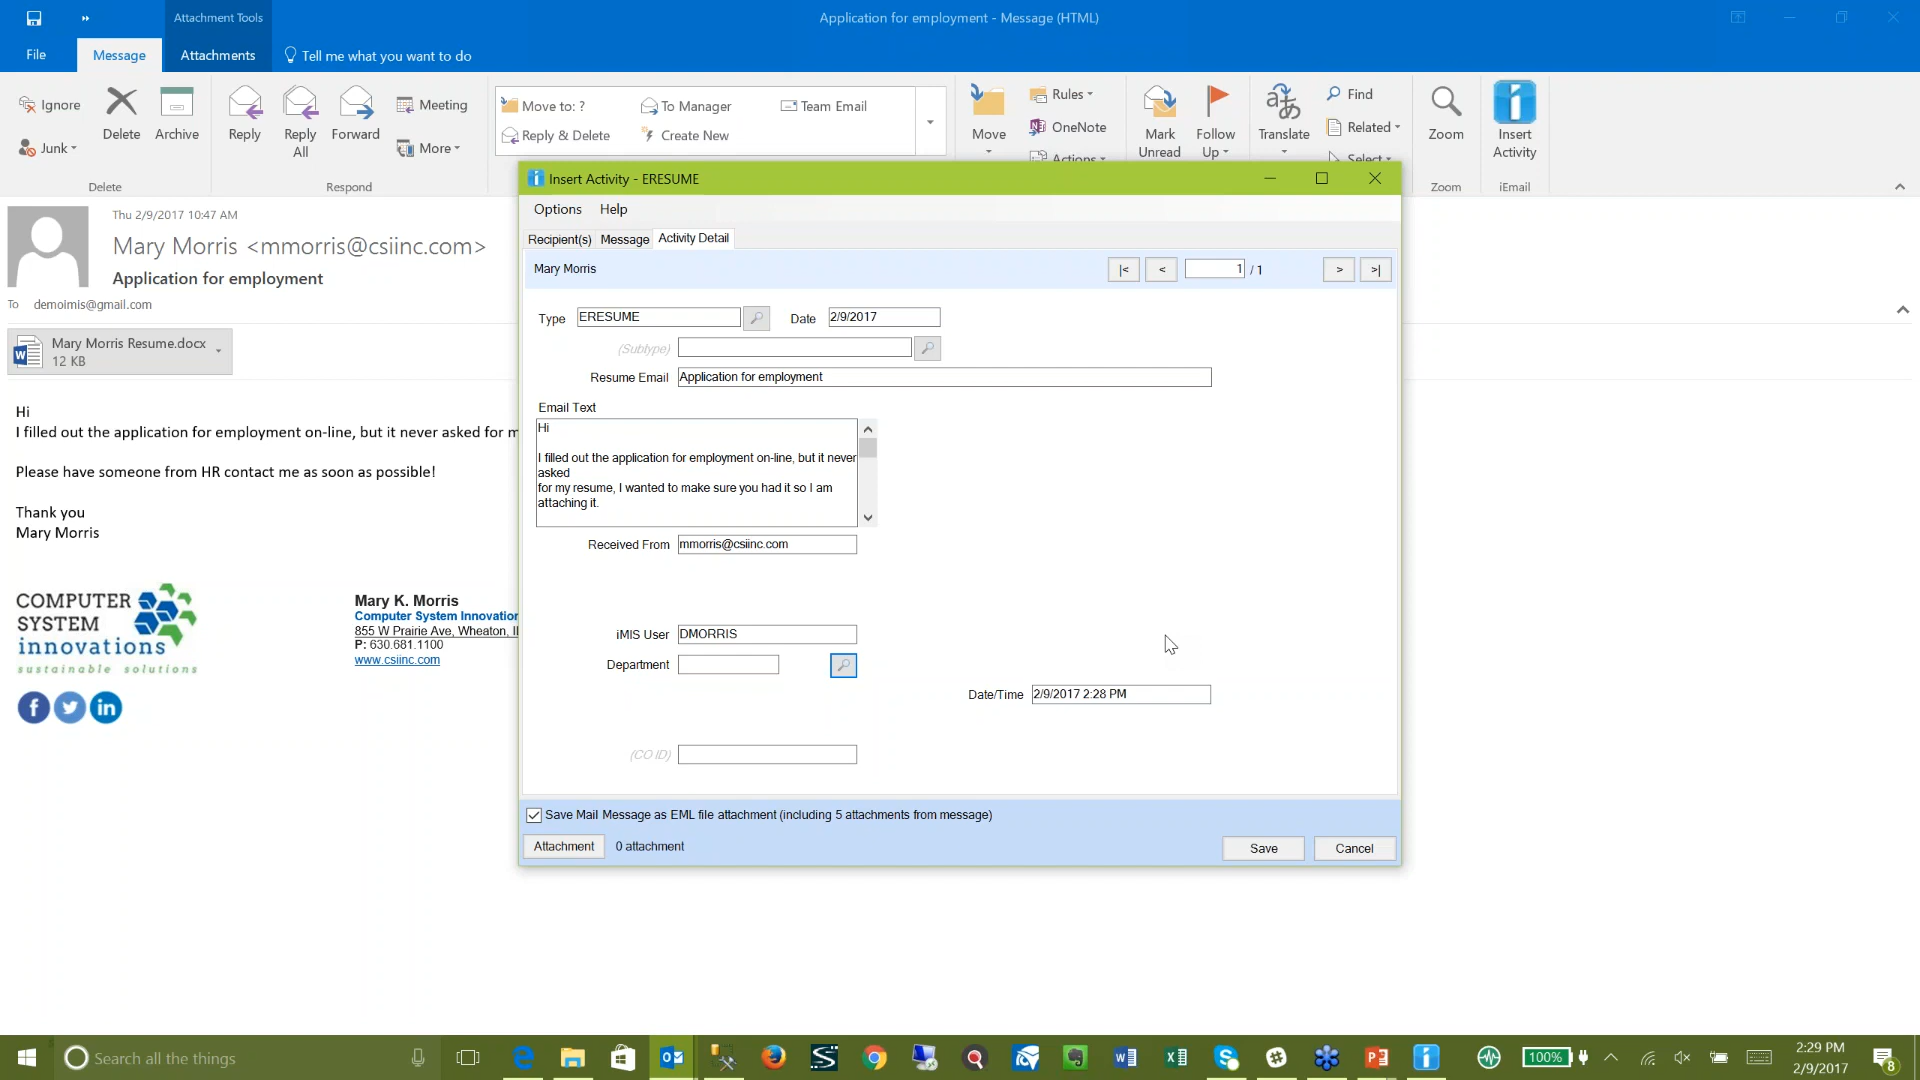 Attachment Tools
Application for employment - Message (HTML)
File
Message
Attachments
Tell me what you want to do
Ignore
Junk
Delete
Archive
Delete
Reply
Reply All
Forward
Meeting
More
Respond
Move to: ?
To Manager
Team Email
Reply & Delete
Create New
Move
Rules
OneNote
Actions
Mark Unread
Follow Up
Translate
Find
Related
Select
Zoom
Zoom
Insert Activity
iEmail
Thu 2/9/2017 10:47 AM
Mary Morris <mmorris@csiinc.com>
Application for employment
To demoimis@gmail.com
Mary Morris Resume.docx
12 KB
Hi
I filled out the application for employment on-line, but it never asked for m
Please have someone from HR contact me as soon as possible!
Thank you
Mary Morris
COMPUTER
SYSTEM
innovations
sustainable solutions
Mary K. Morris
Computer System Innovation
855 W Prairie Ave, Wheaton, I
P: 630.681.1100
www.csiinc.com
Insert Activity - ERESUME
Options Help
Recipient(s) Message Activity Detail
Mary Morris
|< < 1 / 1 > >|
Type ERESUME Date 2/9/2017
(Subtype)
Resume Email Application for employment
Email Text
Hi
I filled out the application for employment on-line, but it never
asked
for my resume, I wanted to make sure you had it so I am
attaching it.
Received From mmorris@csiinc.com
iMIS User DMORRIS
Department
Date/Time 2/9/2017 2:28 PM
(CO ID)
Save Mail Message as EML file attachment (including 5 attachments from message)
Attachment 0 attachment
Save Cancel
Search all the things
100%
2:29 PM
2/9/2017
8